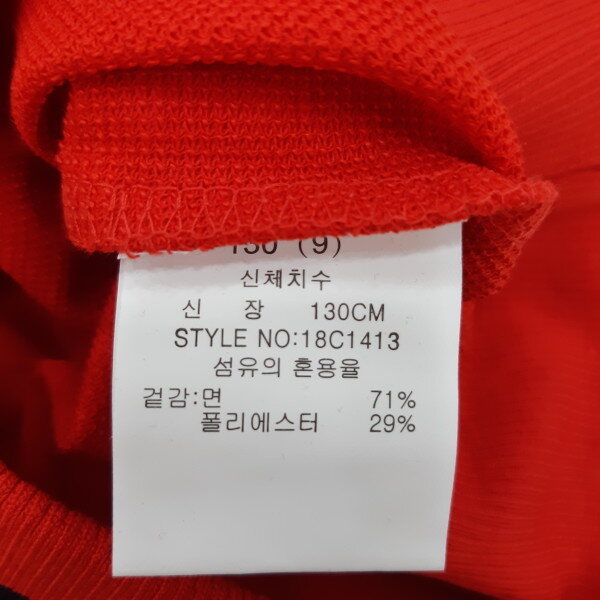 130 (9)
신체치수
신 장 130CM
STYLE NO:18C1413
섬유의 혼용율
겉감:면 71%
폴리에스터 29%